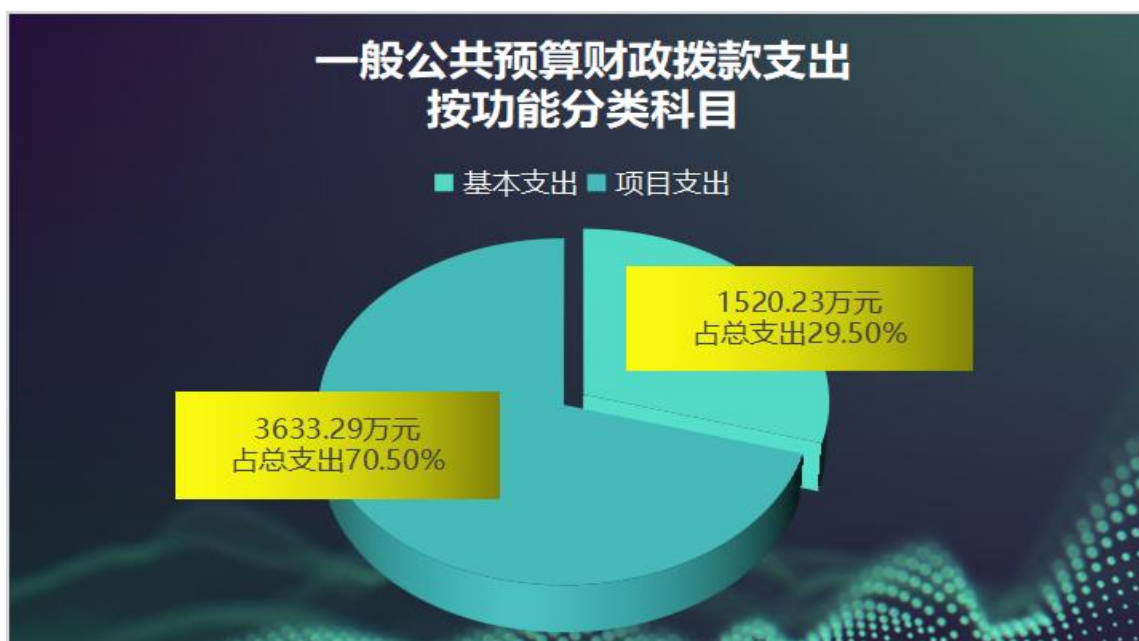 一般公共预算财政拨款支出
按功能分类科目
基本支出 项目支出
1520.23万元
占总支出29.50%
3633.29万元
占总支出70.50%